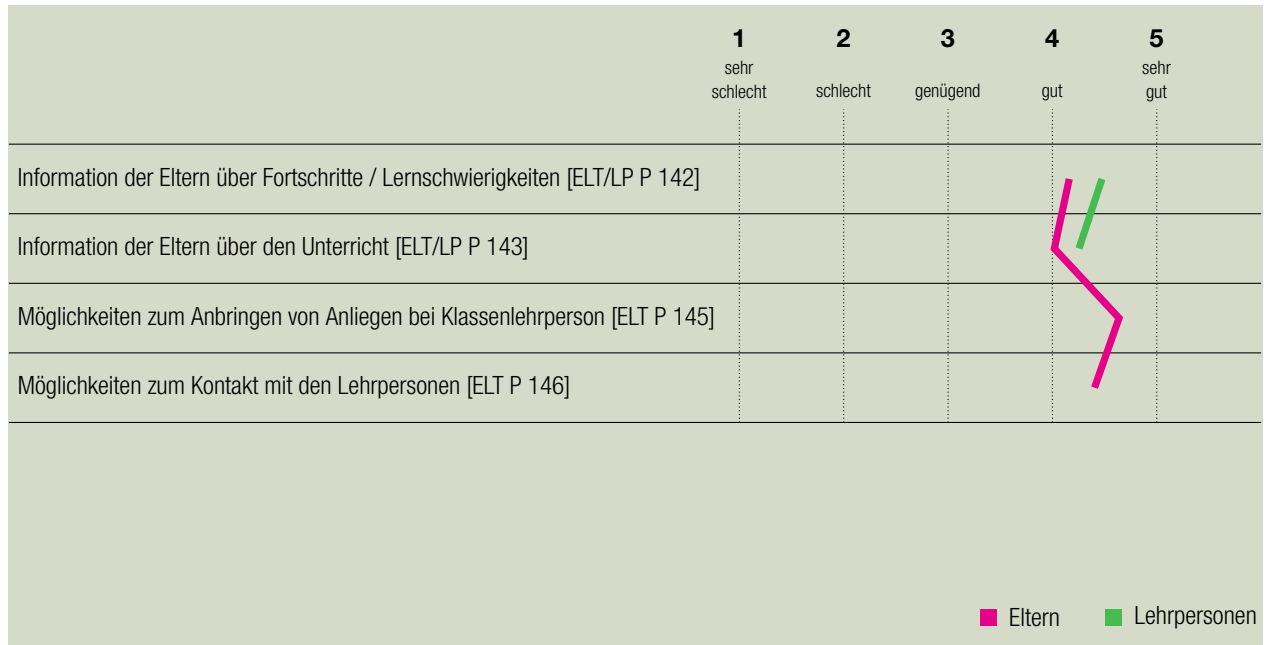 1 2 3 4 5
sehr schlecht schlecht genügend gut sehr gut
Information der Eltern über Fortschritte / Lernschwierigkeiten [ELT/LP P 142]
Information der Eltern über den Unterricht [ELT/LP P 143]
Möglichkeiten zum Anbringen von Anliegen bei Klassenlehrperson [ELT P 145]
Möglichkeiten zum Kontakt mit den Lehrpersonen [ELT P 146]
Eltern Lehrpersonen